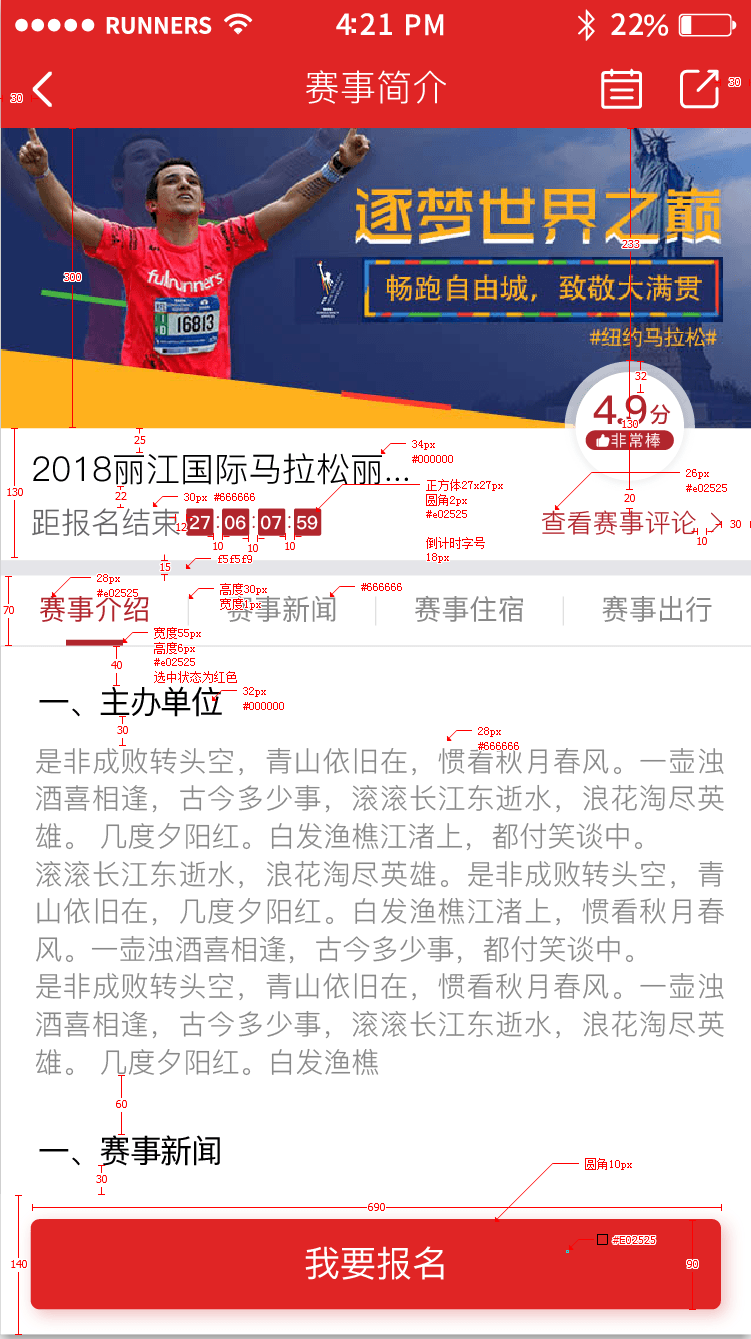 RUNNERS 4:21 PM 22%
30 赛事简介 30
逐梦世界之巅
233
300
fulrunners
畅跑自由城，致敬大满贯
16813
#纽约马拉松#
32
4.9分
130
非常棒
25
34px
#000000
130
2018丽江国际马拉松丽...
26px
#e02525
22
30px #666666
正方体27x27px
圆角2px
#e02525
20
距报名结束 12 27:06:07:59
查看赛事评论
30
10 10 10
10
倒计时字号
18px
15
f5f5f9
28px
#e02525
高度30px
宽度1px
#666666
70
赛事介绍 赛事新闻 赛事住宿 赛事出行
宽度55px
高度6px
#e02525
选中状态为红色
40
32px
#000000
一、主办单位
30
28px
#666666
是非成败转头空，青山依旧在，惯看秋月春风。一壶浊
酒喜相逢，古今多少事，滚滚长江东逝水，浪花淘尽英
雄。 几度夕阳红。白发渔樵江渚上，都付笑谈中。
滚滚长江东逝水，浪花淘尽英雄。是非成败转头空，青
山依旧在，几度夕阳红。白发渔樵江渚上，惯看秋月春
风。一壶浊酒喜相逢，古今多少事，都付笑谈中。
是非成败转头空，青山依旧在，惯看秋月春风。一壶浊
酒喜相逢，古今多少事，滚滚长江东逝水，浪花淘尽英
雄。 几度夕阳红。白发渔樵
60
一、赛事新闻
30
圆角10px
690
140
我要报名
#E02525
90